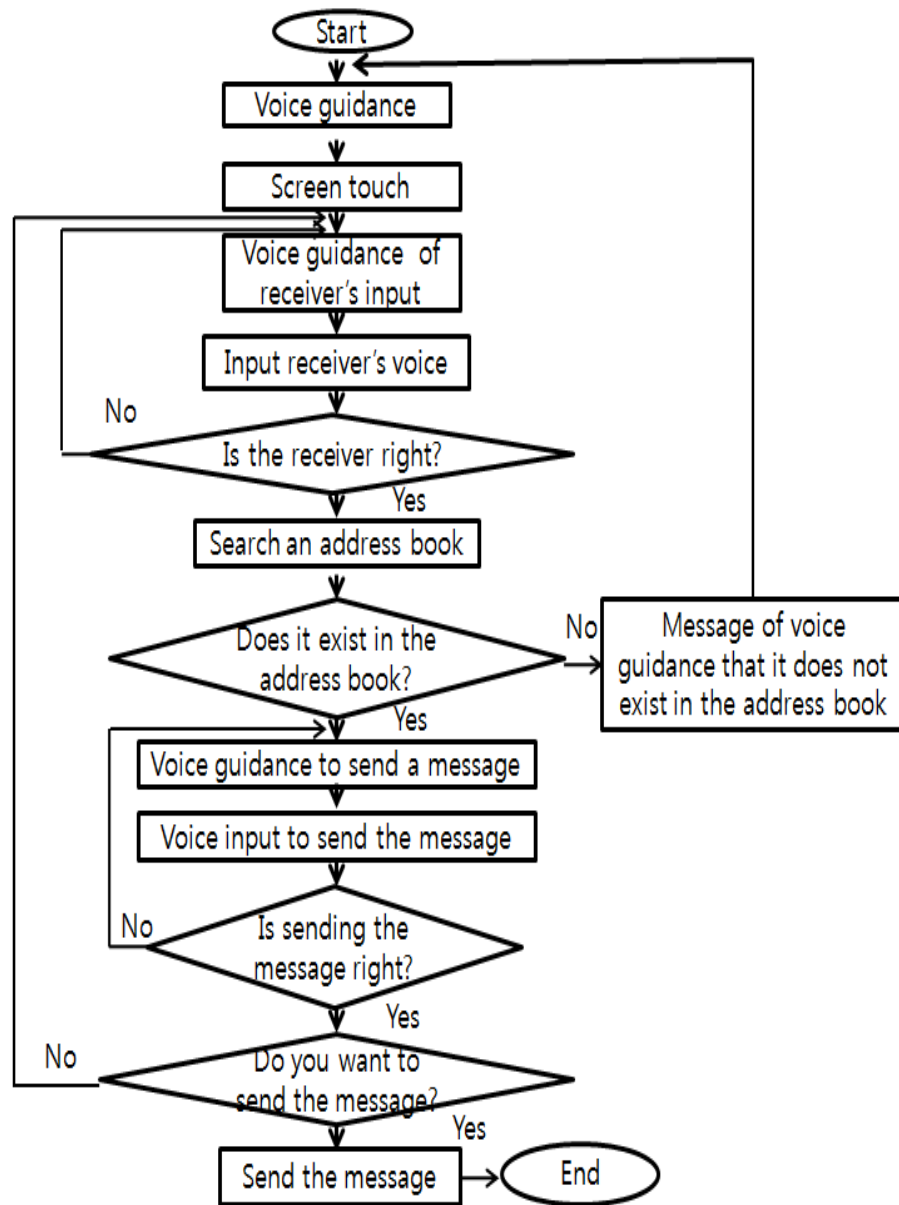 Start
Voice guidance
Screen touch
Voice guidance of
receiver's input
Input receiver's voice
No
Is the receiver right?
Yes
Search an address book
Does it exist in the
address book?
No
Message of voice
guidance that it does not
exist in the address book
Yes
Voice guidance to send a message
Voice input to send the message
No
Is sending the
message right?
Yes
No
Do you want to
send the message?
Yes
Send the message
End